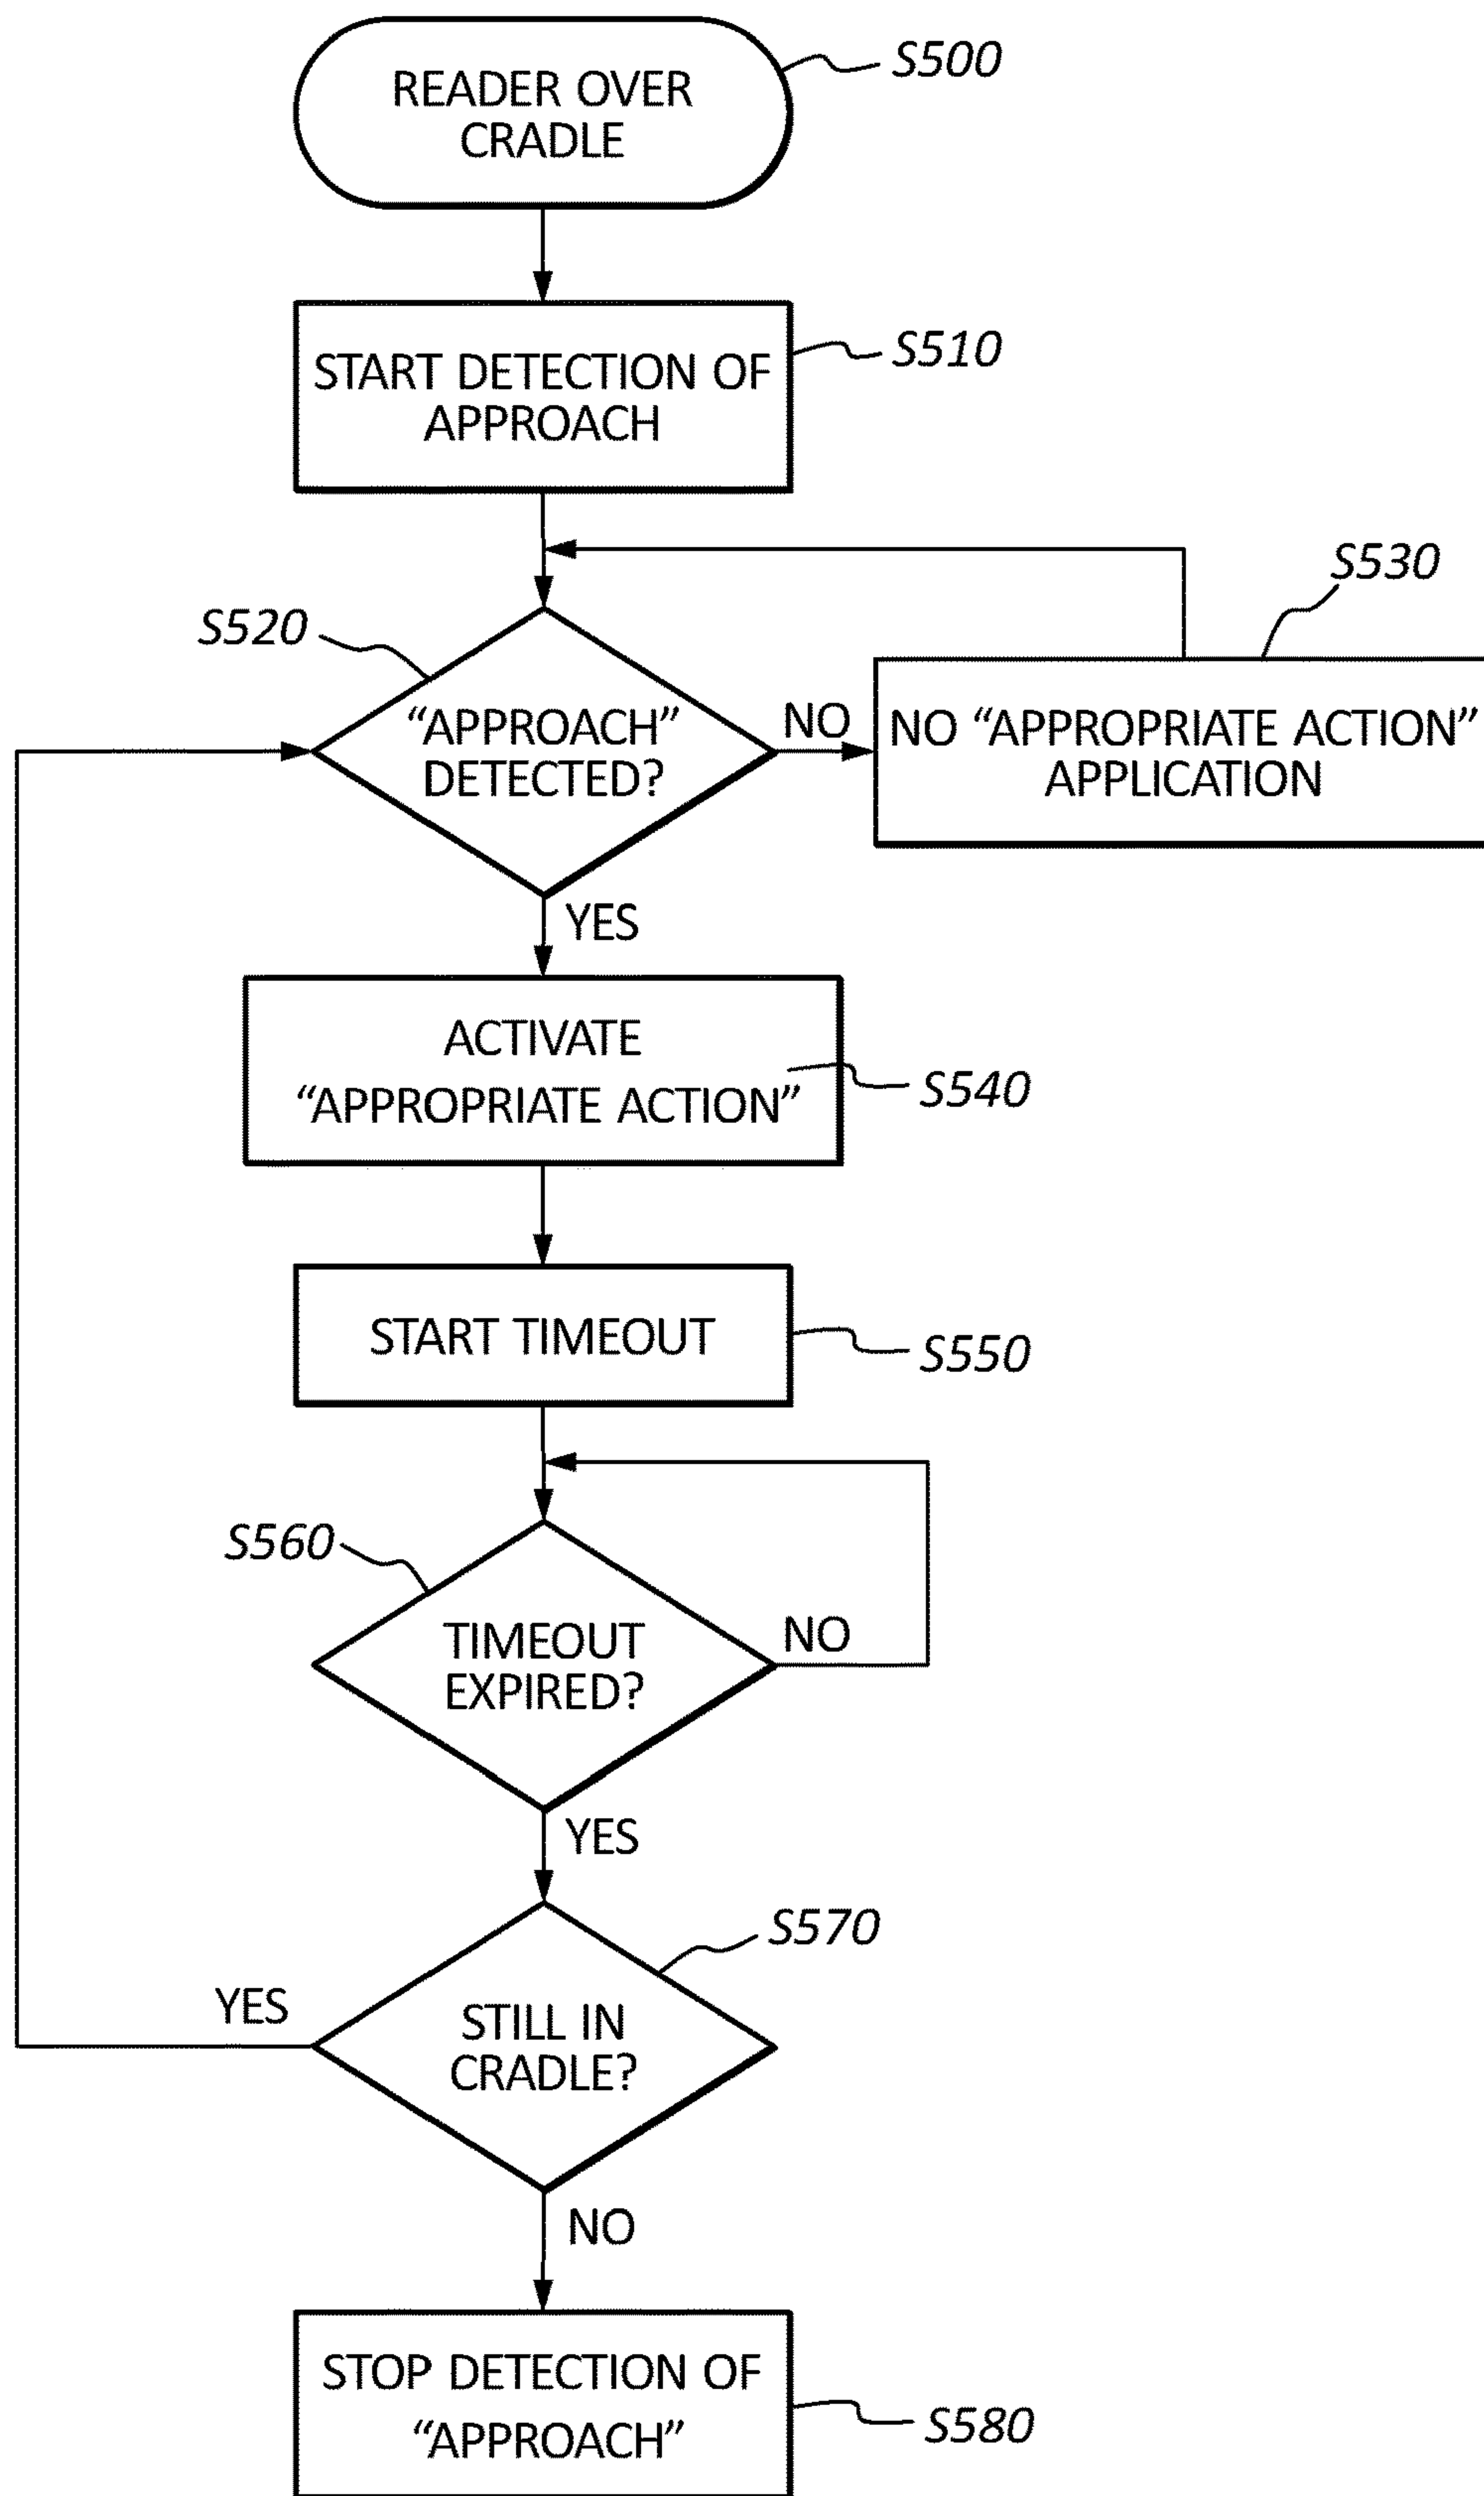 READER OVER
CRADLE
S500
START DETECTION OF
APPROACH
S510
S520
“APPROACH”
DETECTED?
NO
S530
NO “APPROPRIATE ACTION”
APPLICATION
YES
ACTIVATE
“APPROPRIATE ACTION”
S540
START TIMEOUT
S550
S560
TIMEOUT
EXPIRED?
NO
YES
S570
YES
STILL IN
CRADLE?
NO
STOP DETECTION OF
“APPROACH”
S580